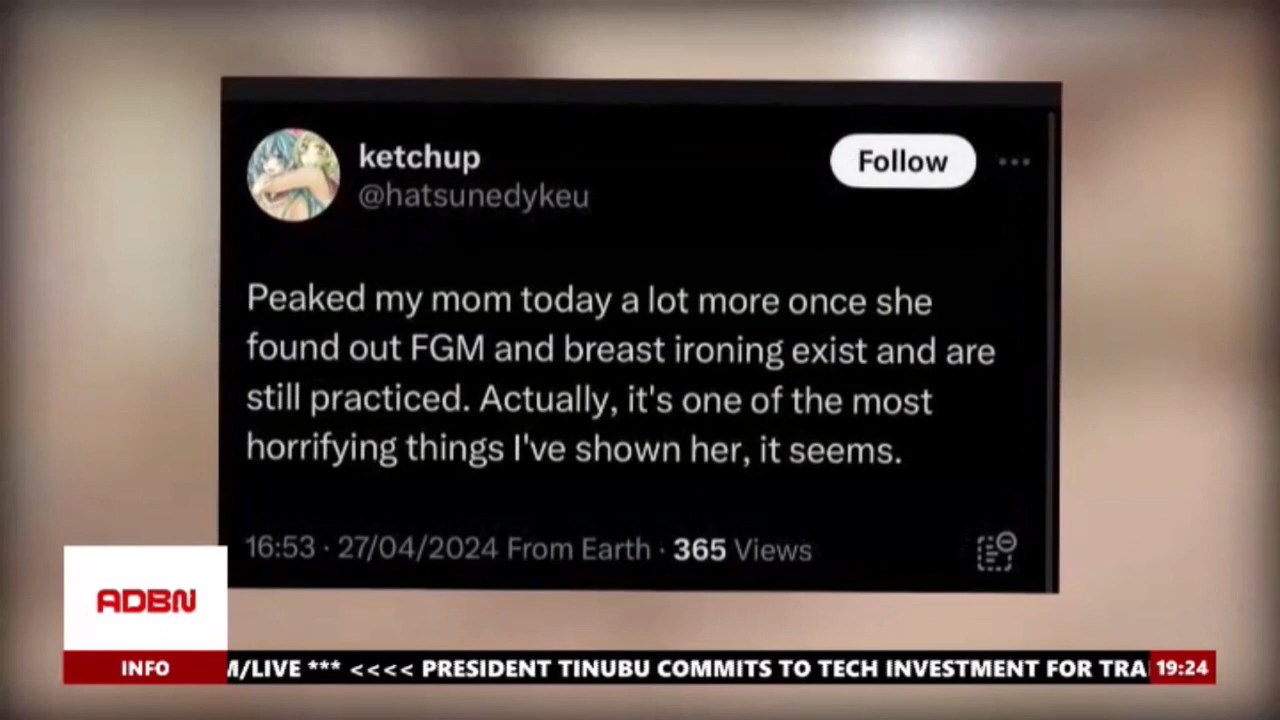 ketchup
@hatsunedykeu
Follow
Peaked my mom today a lot more once she
found out FGM and breast ironing exist and are
still practiced. Actually, it's one of the most
horrifying things I've shown her, it seems.
16:53 · 27/04/2024 From Earth · 365 Views
ADBN
INFO
M/LIVE *** <<<< PRESIDENT TINUBU COMMITS TO TECH INVESTMENT FOR TRA
19:24